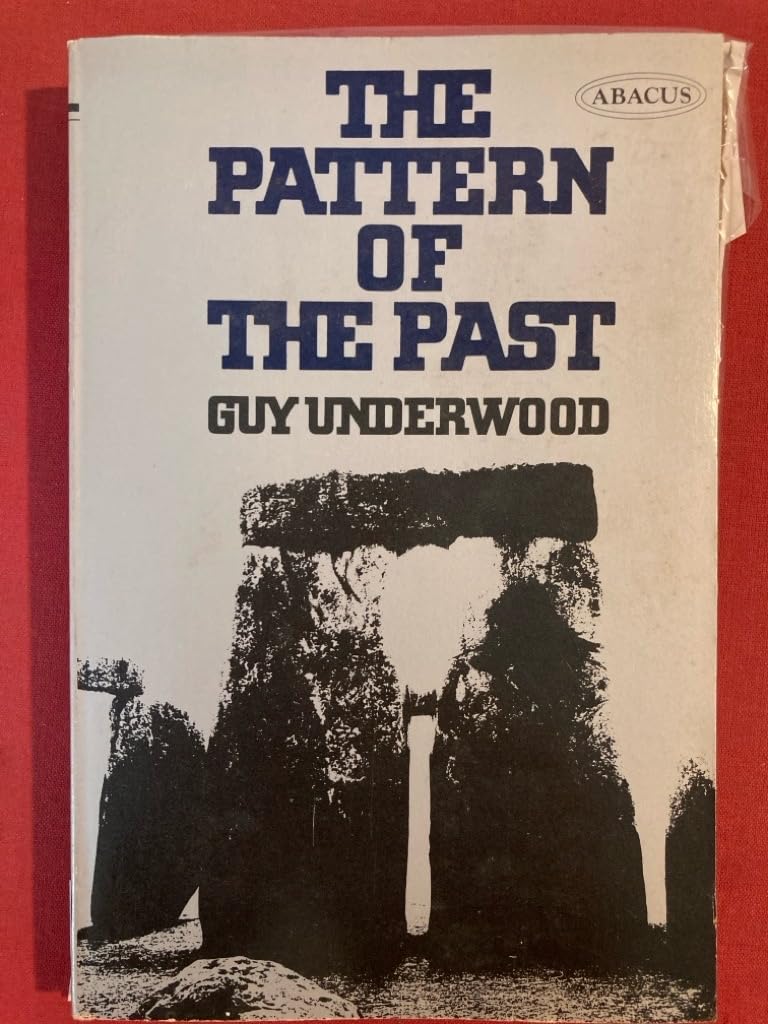 ABACUS
THE
PATTERN
OF
THE PAST
GUY UNDERWOOD